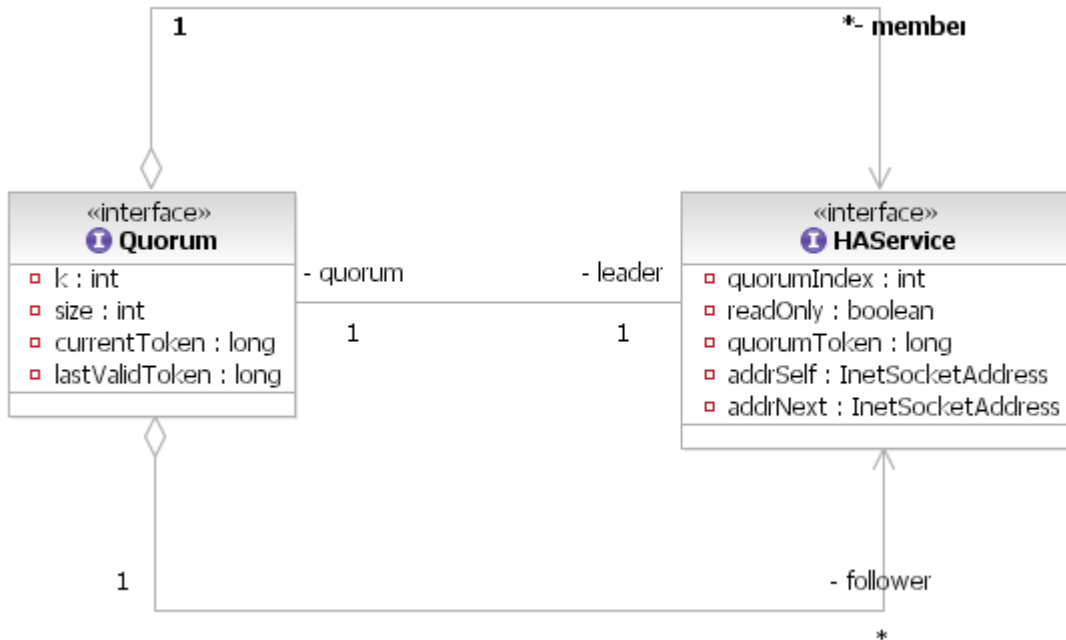 1
*- member
«interface»
I Quorum
k : int
size : int
currentToken : long
lastValidToken : long
- quorum
1
- leader
1
«interface»
I HAService
quorumIndex : int
readOnly : boolean
quorumToken : long
addrSelf : InetSocketAddress
addrNext : InetSocketAddress
1
- follower
*